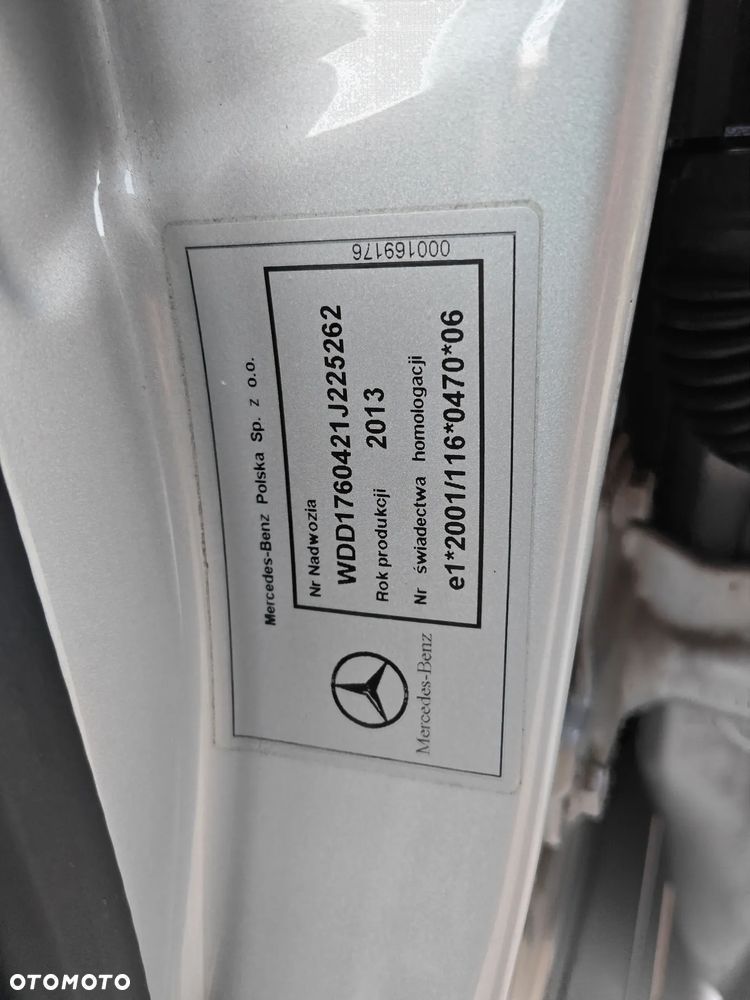 Mercedes-Benz Polska Sp. z o.o.
Nr Nadwozia
WDD1760421J225262
Rok produkcji 2013
Nr świadectwa homologacji
e1*2001/116*0470*06
000169176
Mercedes-Benz
OTOMOTO